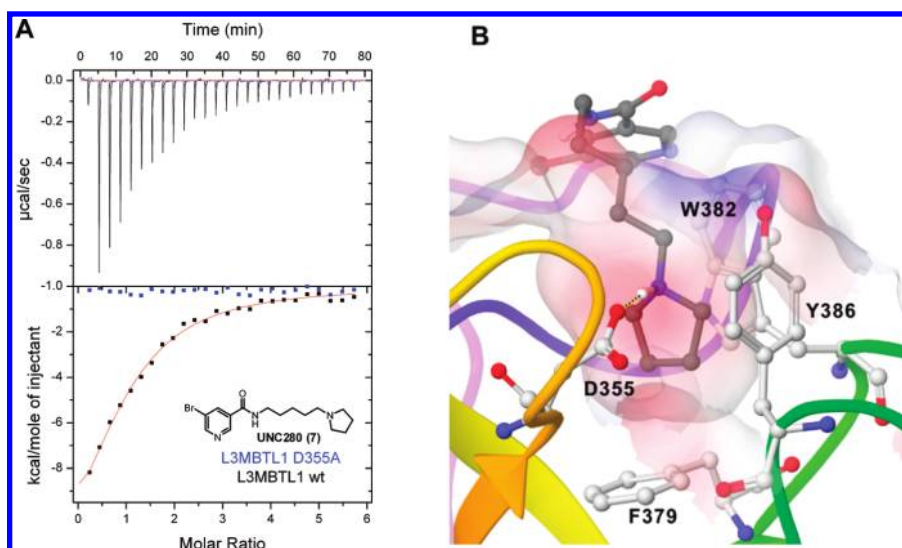 A
Time (min)
0 10 20 30 40 50 60 70 80
0.0
-0.2
-0.4
-0.6
-0.8
-1.0
µcal/sec
-2
-4
-6
-8
kcal/mole of injectant
Br
O
N
H
N
N
UNC280 (7)
L3MBTL1 D355A
L3MBTL1 wt
0 1 2 3 4 5 6
Molar Ratio
B
W382
Y386
D355
F379